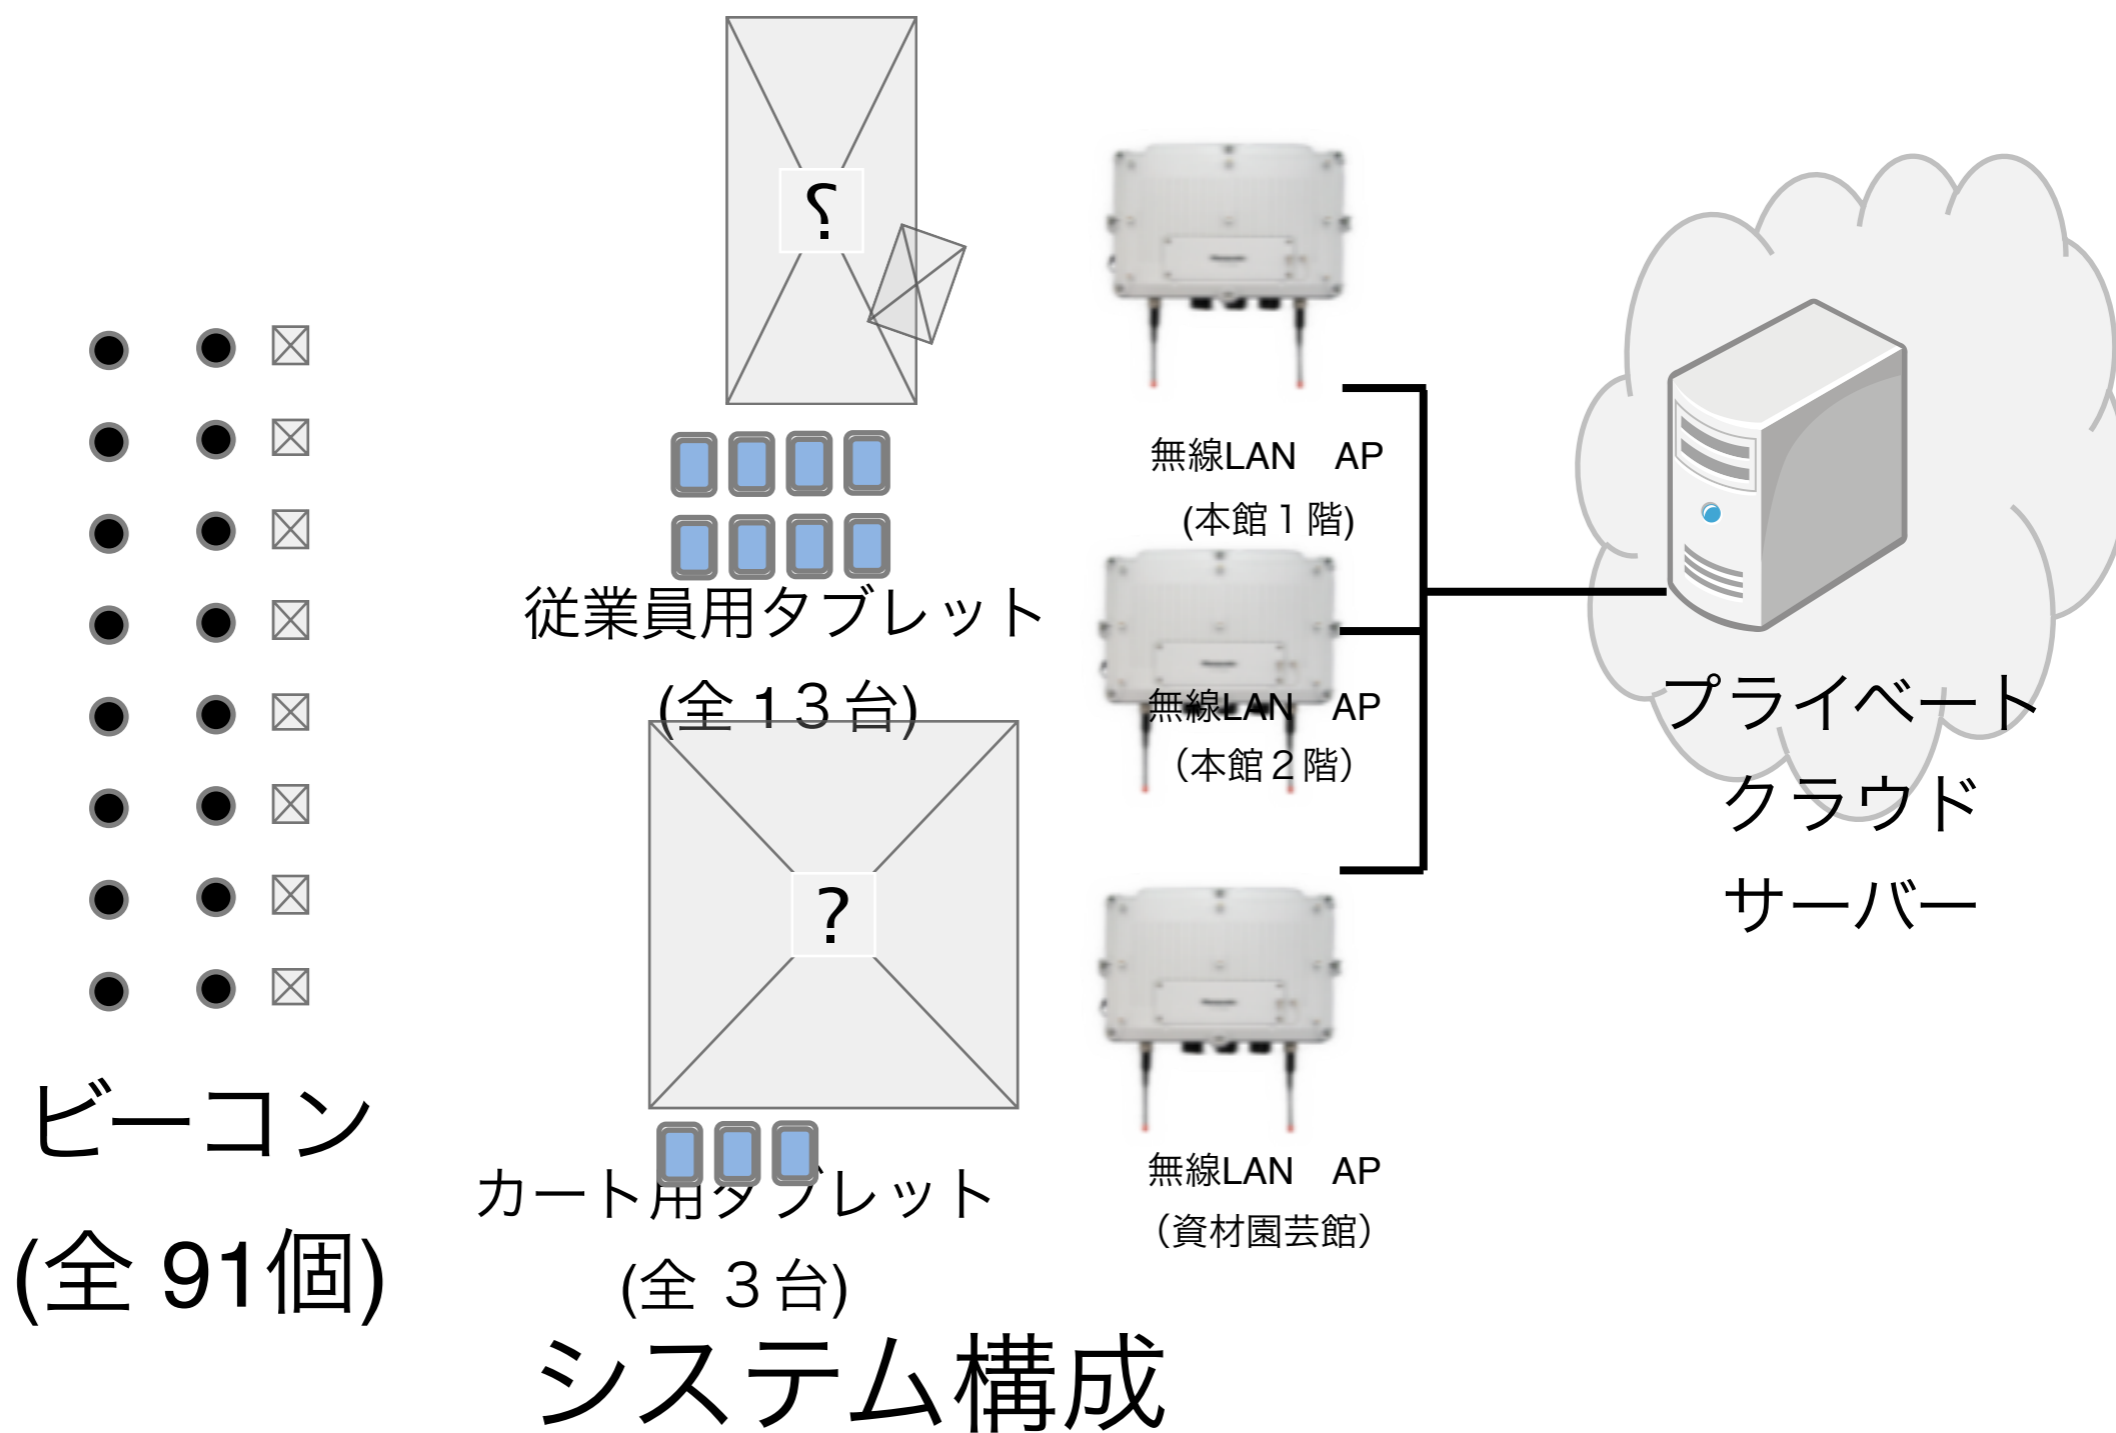 ?
無線LAN　AP
(本館１階)
従業員用タブレット
(全 1３台)
無線LAN　AP
（本館２階）
プライベート
クラウド
サーバー
?
ビーコン
(全 91個)
カート用タブレット
(全 ３台)
無線LAN　AP
（資材園芸館）
システム構成